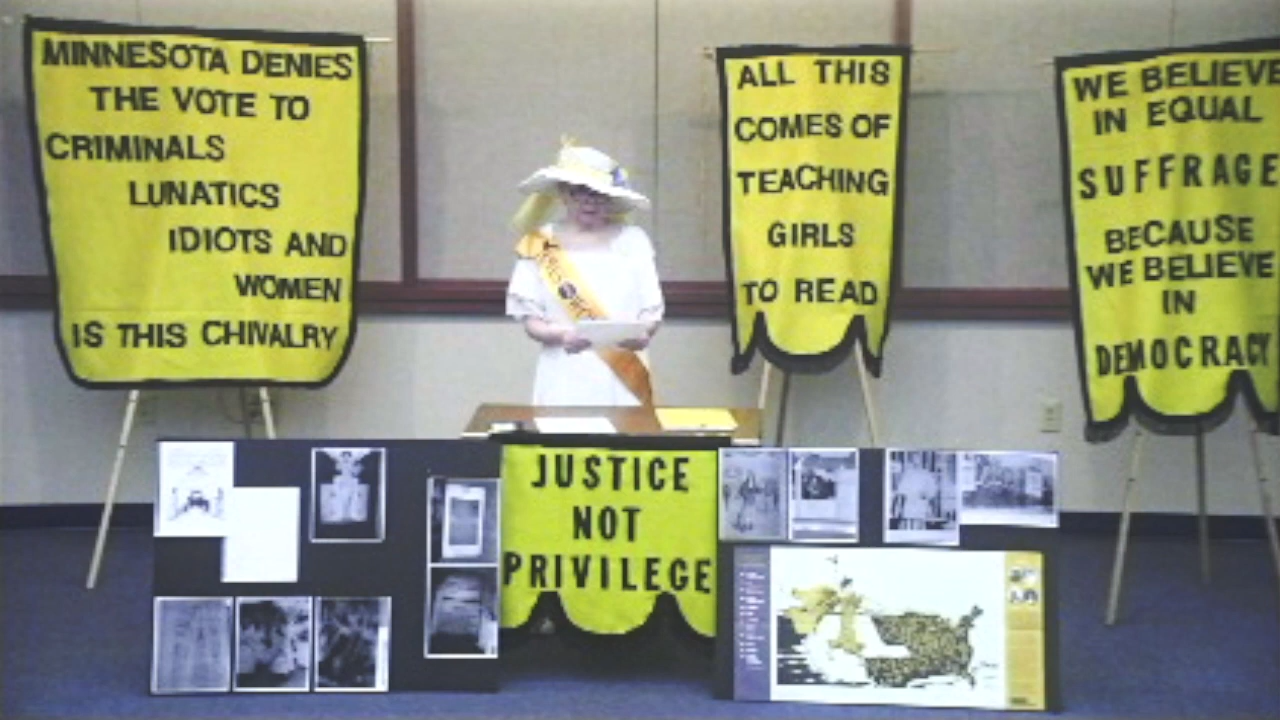 MINNESOTA DENIES
THE VOTE TO
CRIMINALS
LUNATICS
IDIOTS AND
WOMEN
IS THIS CHIVALRY
ALL THIS
COMES OF
TEACHING
GIRLS
TO READ
WE BELIEVE
IN EQUAL
SUFFRAGE
BECAUSE
WE BELIEVE
IN
DEMOCRACY
JUSTICE
NOT
PRIVILEGE